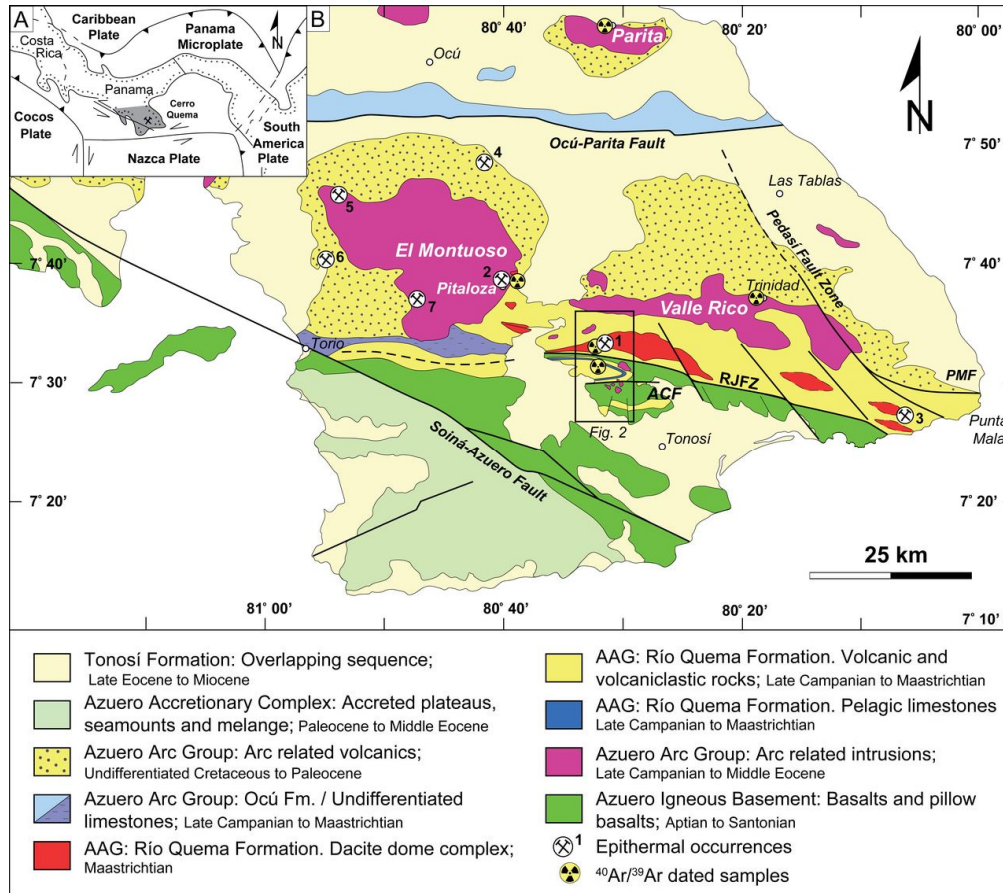 A
Caribbean
Plate
Panama
Microplate
N
Costa
Rica
Panama
Cerro
Quema
Cocos
Plate
South
America
Plate
Nazca Plate
B
80° 40'
80° 20'
80° 00'
Parita
Ocú
N
Ocú-Parita Fault
7° 50'
4
Las Tablas
5
Pedasí Fault Zone
El Montuoso
7° 40'
6
7° 40'
2
Pitaloza
Trinidad
7
Valle Rico
1
Torio
7° 30'
RJFZ
PMF
7° 30'
ACF
3
Punta
Mala
Fig. 2
Tonosí
Soiná-Azuero Fault
7° 20'
7° 20'
25 km
81° 00'
80° 40'
80° 20'
7° 10'
Tonosí Formation: Overlapping sequence;
Late Eocene to Miocene
Azuero Accretionary Complex: Accreted plateaus,
seamounts and melange; Paleocene to Middle Eocene
Azuero Arc Group: Arc related volcanics;
Undifferentiated Cretaceous to Paleocene
Azuero Arc Group: Ocú Fm. / Undifferentiated
limestones; Late Campanian to Maastrichtian
AAG: Río Quema Formation. Dacite dome complex;
Maastrichtian
AAG: Río Quema Formation. Volcanic and
volcaniclastic rocks; Late Campanian to Maastrichtian
AAG: Río Quema Formation. Pelagic limestones
Late Campanian to Maastrichtian
Azuero Arc Group: Arc related intrusions;
Late Campanian to Middle Eocene
Azuero Igneous Basement: Basalts and pillow
basalts; Aptian to Santonian
1 Epithermal occurrences
⁴⁰Ar/³⁹Ar dated samples